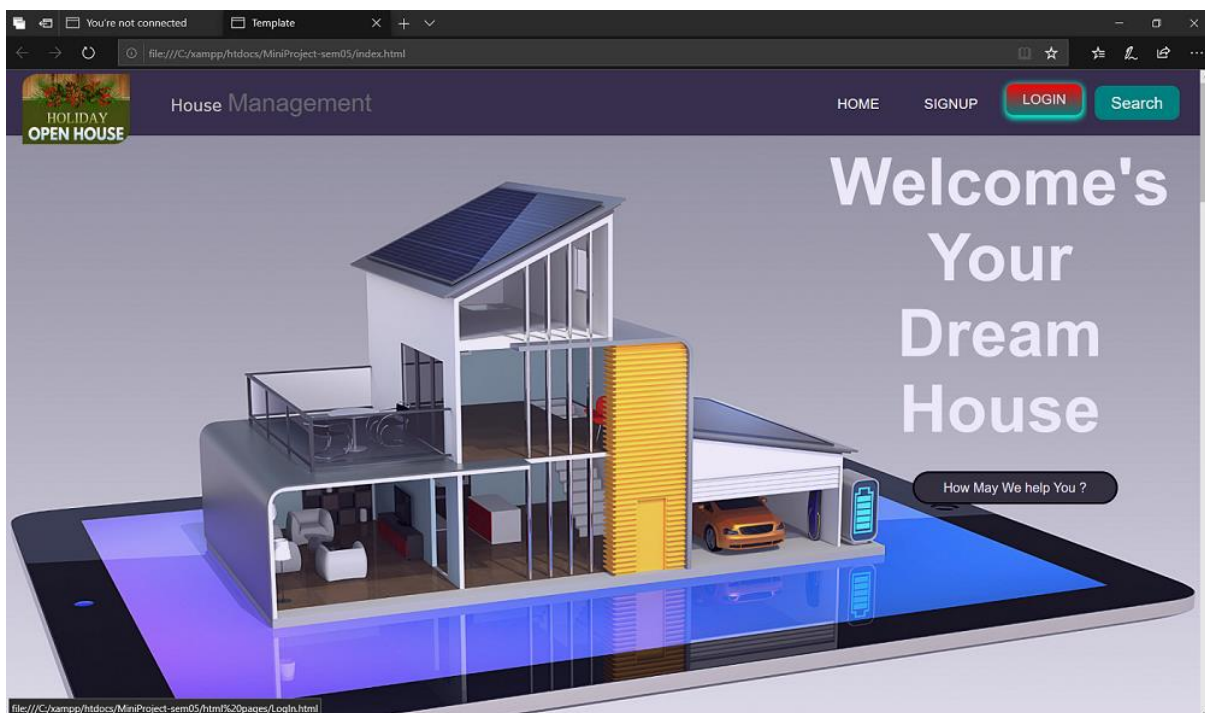 You're not connected
Template
file:///C:/xampp/htdocs/MiniProject-sem05/index.html
HOLIDAY
OPEN HOUSE
House Management
HOME
SIGNUP
LOGIN
Search
Welcome's
Your
Dream
House
How May We help You ?
file:///C:/xampp/htdocs/MiniProject-sem05/html%20pages/LogIn.html